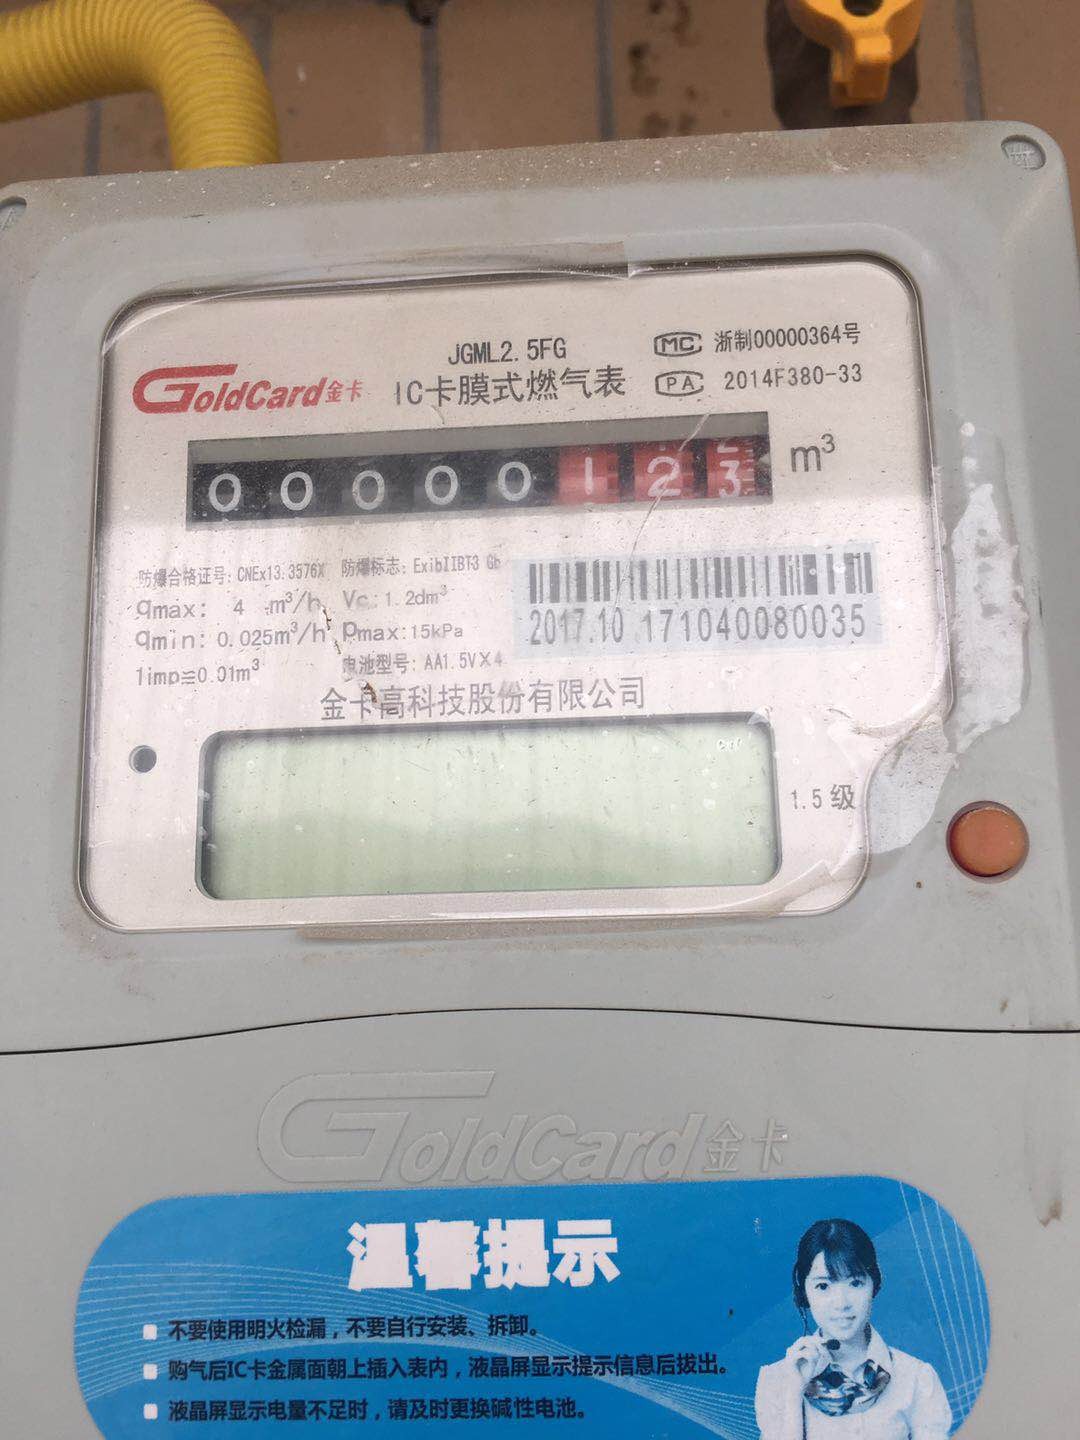 JGML2.5FG
MC 浙制00000364号
GoldCard金卡
IC卡膜式燃气表
PA 2014F380-33
00000123 m³
防爆合格证号: CNEx13.3576X 防爆标志: ExibIIBT3 Gb
qmax: 4 m³/h Vc: 1.2dm³
qmin: 0.025m³/h Pmax: 15kPa
1imp≡0.01m³ 电池型号: AA1.5V×4
2017.10 171040080035
金卡高科技股份有限公司
1.5级
GoldCard金卡
温馨提示
不要使用明火检漏，不要自行安装、拆卸。
购气后IC卡金属面朝上插入表内，液晶屏显示提示信息后拔出。
液晶屏显示电量不足时，请及时更换碱性电池。